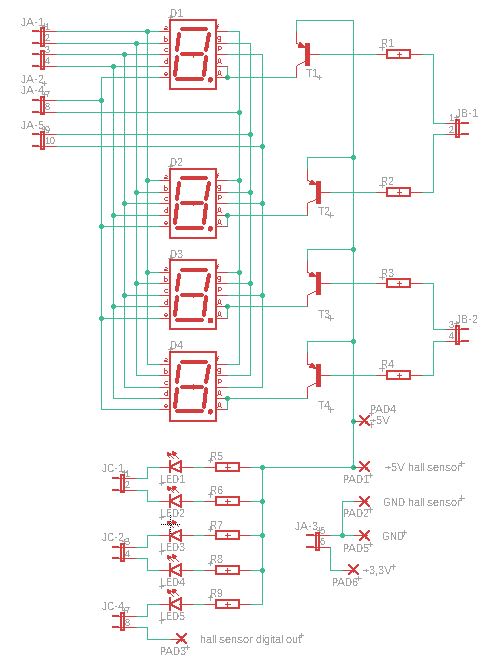 D1
JA-1
1
2
3
4
a
b
c
d
e
f
g
P
A
A
T1
R1
JA-2
JA-4
7
8
JB-1
1
2
JA-5
9
10
D2
a
b
c
d
e
f
g
P
A
A
T2
R2
D3
a
b
c
d
e
f
g
P
A
A
T3
R3
JB-2
3
4
D4
a
b
c
d
e
f
g
P
A
A
T4
R4
PAD4
+5V
JC-1
1
2
LED1
R5
PAD1
+5V hall sensor
LED2
R6
PAD2
GND hall sensor
JC-2
3
4
LED3
R7
JA-3
5
6
PAD5
GND
LED4
R8
PAD6
+3,3V
JC-4
7
8
LED5
R9
PAD3
hall sensor digital out